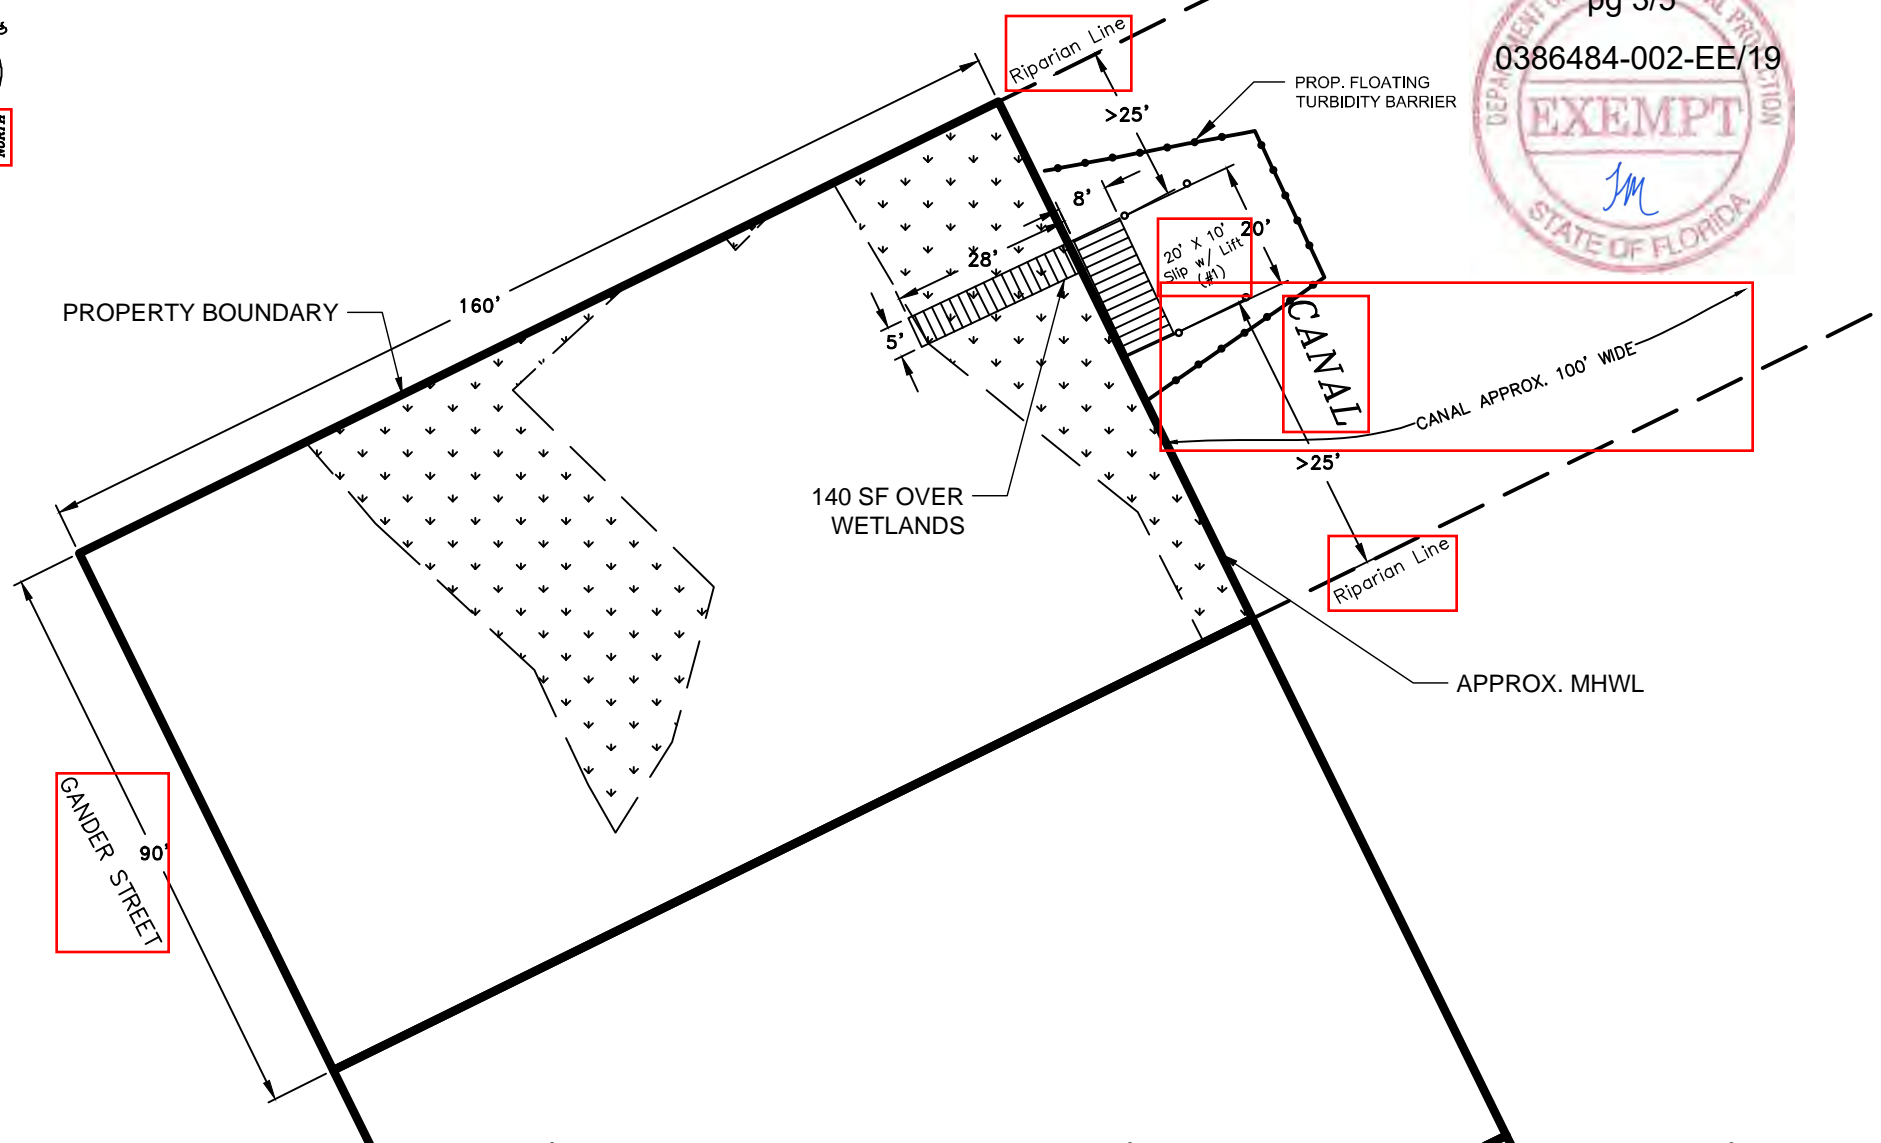 pg 3/5
0386484-002-EE/19
EXEMPT
STATE OF FLORIDA
NORTH
Riparian Line
>25'
PROP. FLOATING
TURBIDITY BARRIER
8'
20' X 10'
Slip w/ Lift
(#1)
20'
28'
5'
160'
PROPERTY BOUNDARY
CANAL
CANAL APPROX. 100' WIDE
>25'
140 SF OVER
WETLANDS
Riparian Line
APPROX. MHWL
GANDER STREET
90'